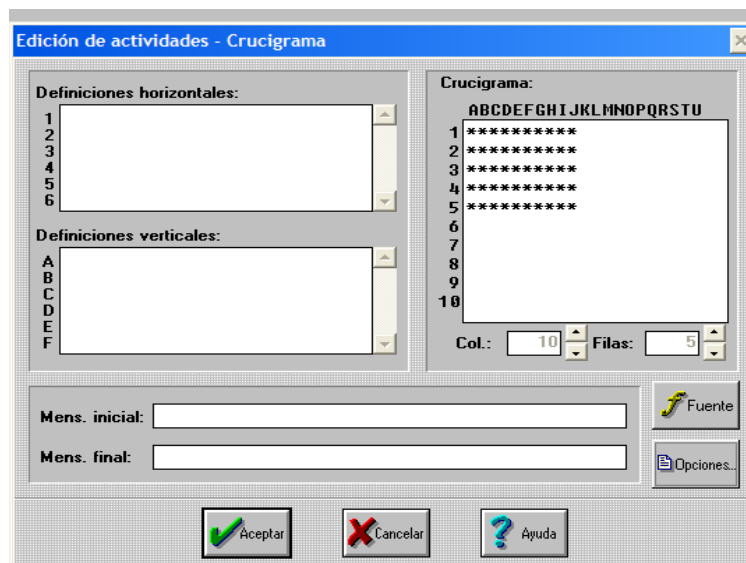 Edición de actividades - Crucigrama
Definiciones horizontales:
1
2
3
4
5
6
Definiciones verticales:
A
B
C
D
E
F
Crucigrama:
ABCDEFGHIJKLMNOPQRSTU
1 **********
2 **********
3 **********
4 **********
5 **********
6
7
8
9
10
Col.: 10 Filas: 5
Mens. inicial:
Mens. final:
Fuente
Opciones...
Aceptar
Cancelar
Ayuda